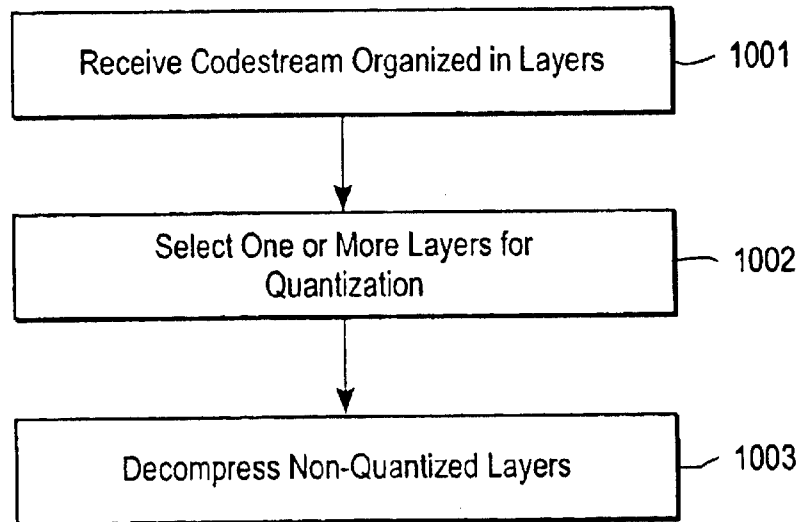 Receive Codestream Organized in Layers
1001
Select One or More Layers for
Quantization
1002
Decompress Non-Quantized Layers
1003